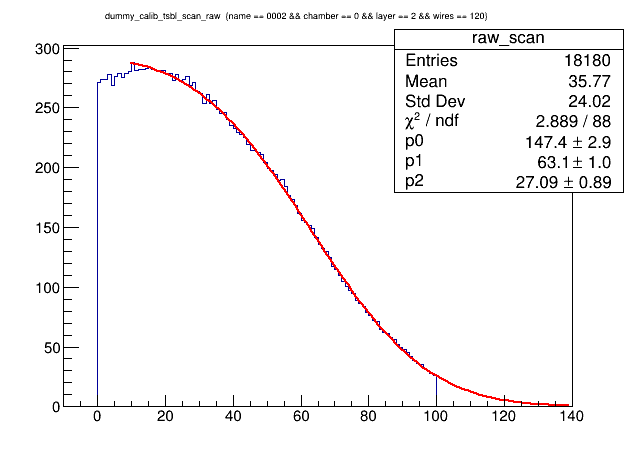 dummy_calib_tsbl_scan_raw (name == 0002 && chamber == 0 && layer == 2 && wires == 120)
raw_scan
Entries 18180
Mean 35.77
Std Dev 24.02
χ² / ndf 2.889 / 88
p0 147.4 ± 2.9
p1 63.1 ± 1.0
p2 27.09 ± 0.89
300
250
200
150
100
50
0
0 20 40 60 80 100 120 140